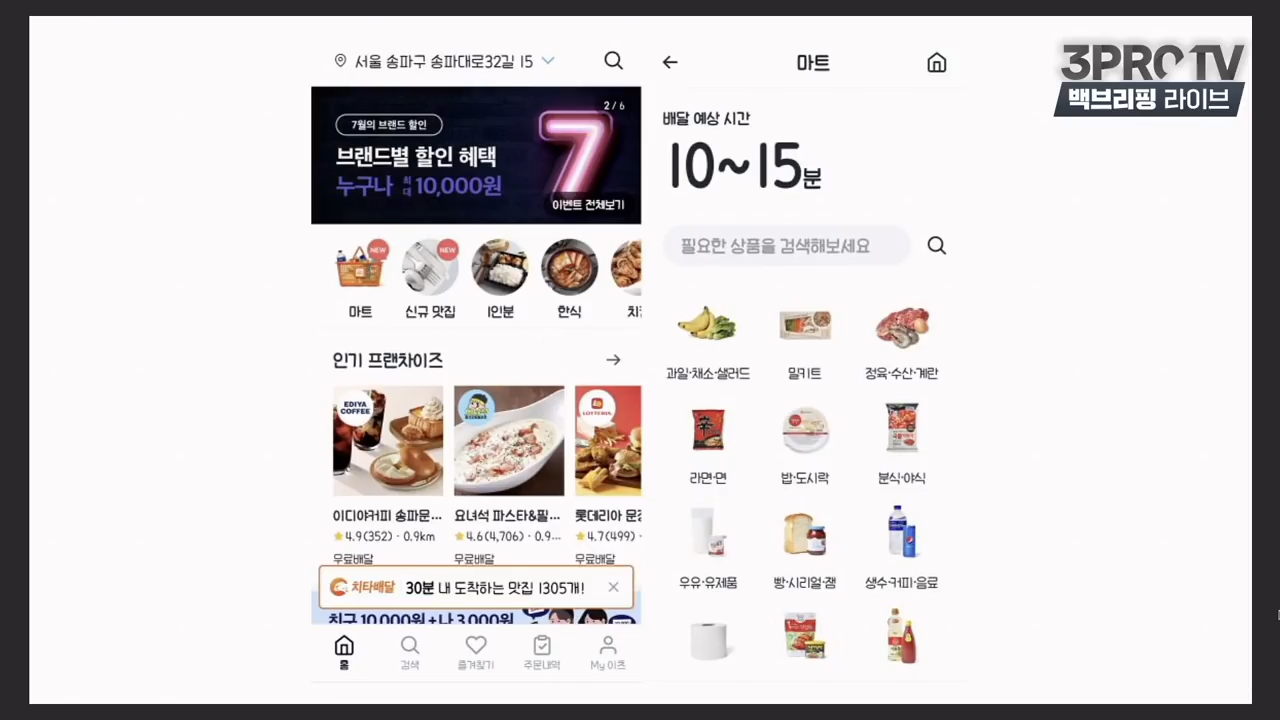 서울 송파구 송파대로32길 15
7월의 브랜드 할인
2 / 6
브랜드별 할인 혜택
누구나 최대 10,000원
7
이벤트 전체보기
NEW
NEW
마트
신규 맛집
1인분
한식
인기 프랜차이즈
EDIYA
COFFEE
LOTTERIA
이디야커피 송파문...
요녀석 파스타&필...
롯데리아 문정
4.9(352) · 0.9km
4.6(4,706) · 0.9...
4.7(499) ·
무료배달
무료배달
무료배달
치타배달
30분 내 도착하는 맛집 1305개!
친구 10,000원+나 3,000원
홈
검색
즐겨찾기
주문내역
My 이츠
마트
배달 예상 시간
10~15분
필요한 상품을 검색해보세요
과일·채소·샐러드
밀키트
정육·수산·계란
辛
라면·면
밥·도시락
분식·야식
우유·유제품
빵·시리얼·잼
생수·커피·음료
3PROTV
백브리핑 라이브